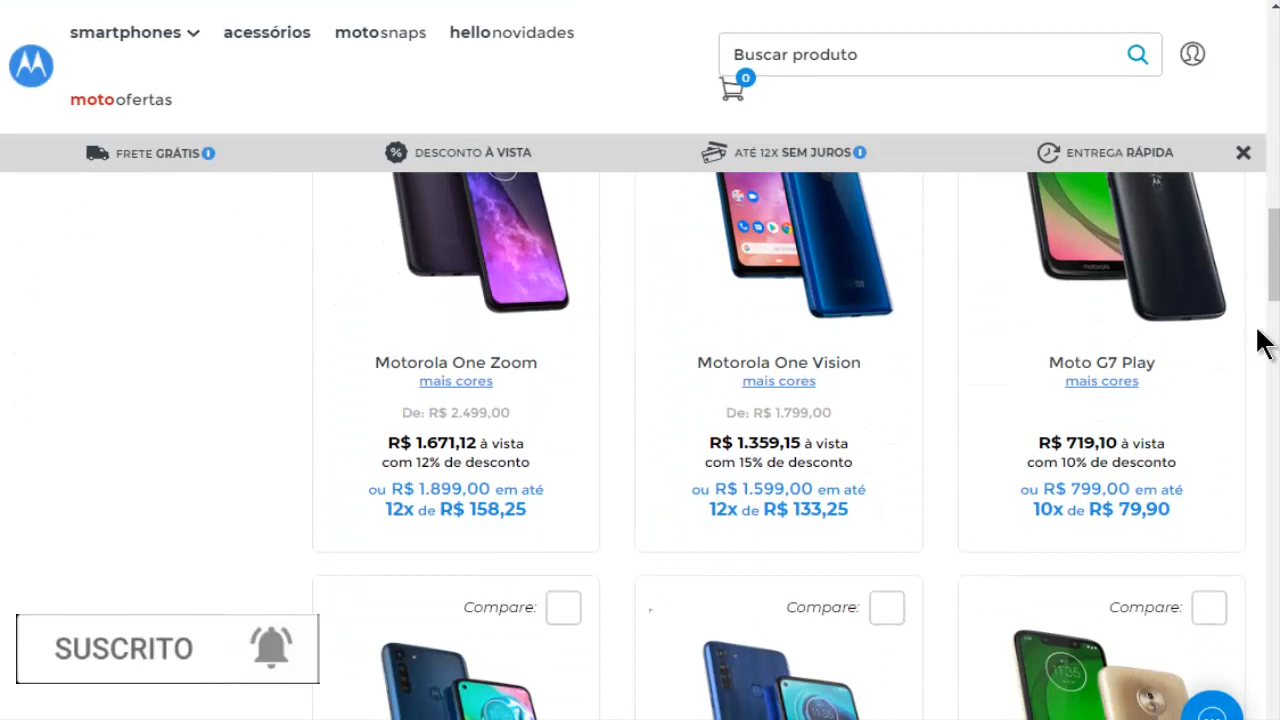 smartphones acessórios motosnaps hellonovidades
Buscar produto
0
motoofertas
FRETE GRÁTIS DESCONTO À VISTA ATÉ 12X SEM JUROS ENTREGA RÁPIDA
motorola
Motorola One Zoom
mais cores
De: R$ 2.499,00
R$ 1.671,12 à vista
com 12% de desconto
ou R$ 1.899,00 em até
12x de R$ 158,25
Motorola One Vision
mais cores
De: R$ 1.799,00
R$ 1.359,15 à vista
com 15% de desconto
ou R$ 1.599,00 em até
12x de R$ 133,25
Moto G7 Play
mais cores
R$ 719,10 à vista
com 10% de desconto
ou R$ 799,00 em até
10x de R$ 79,90
Compare: Compare: Compare:
SUSCRITO